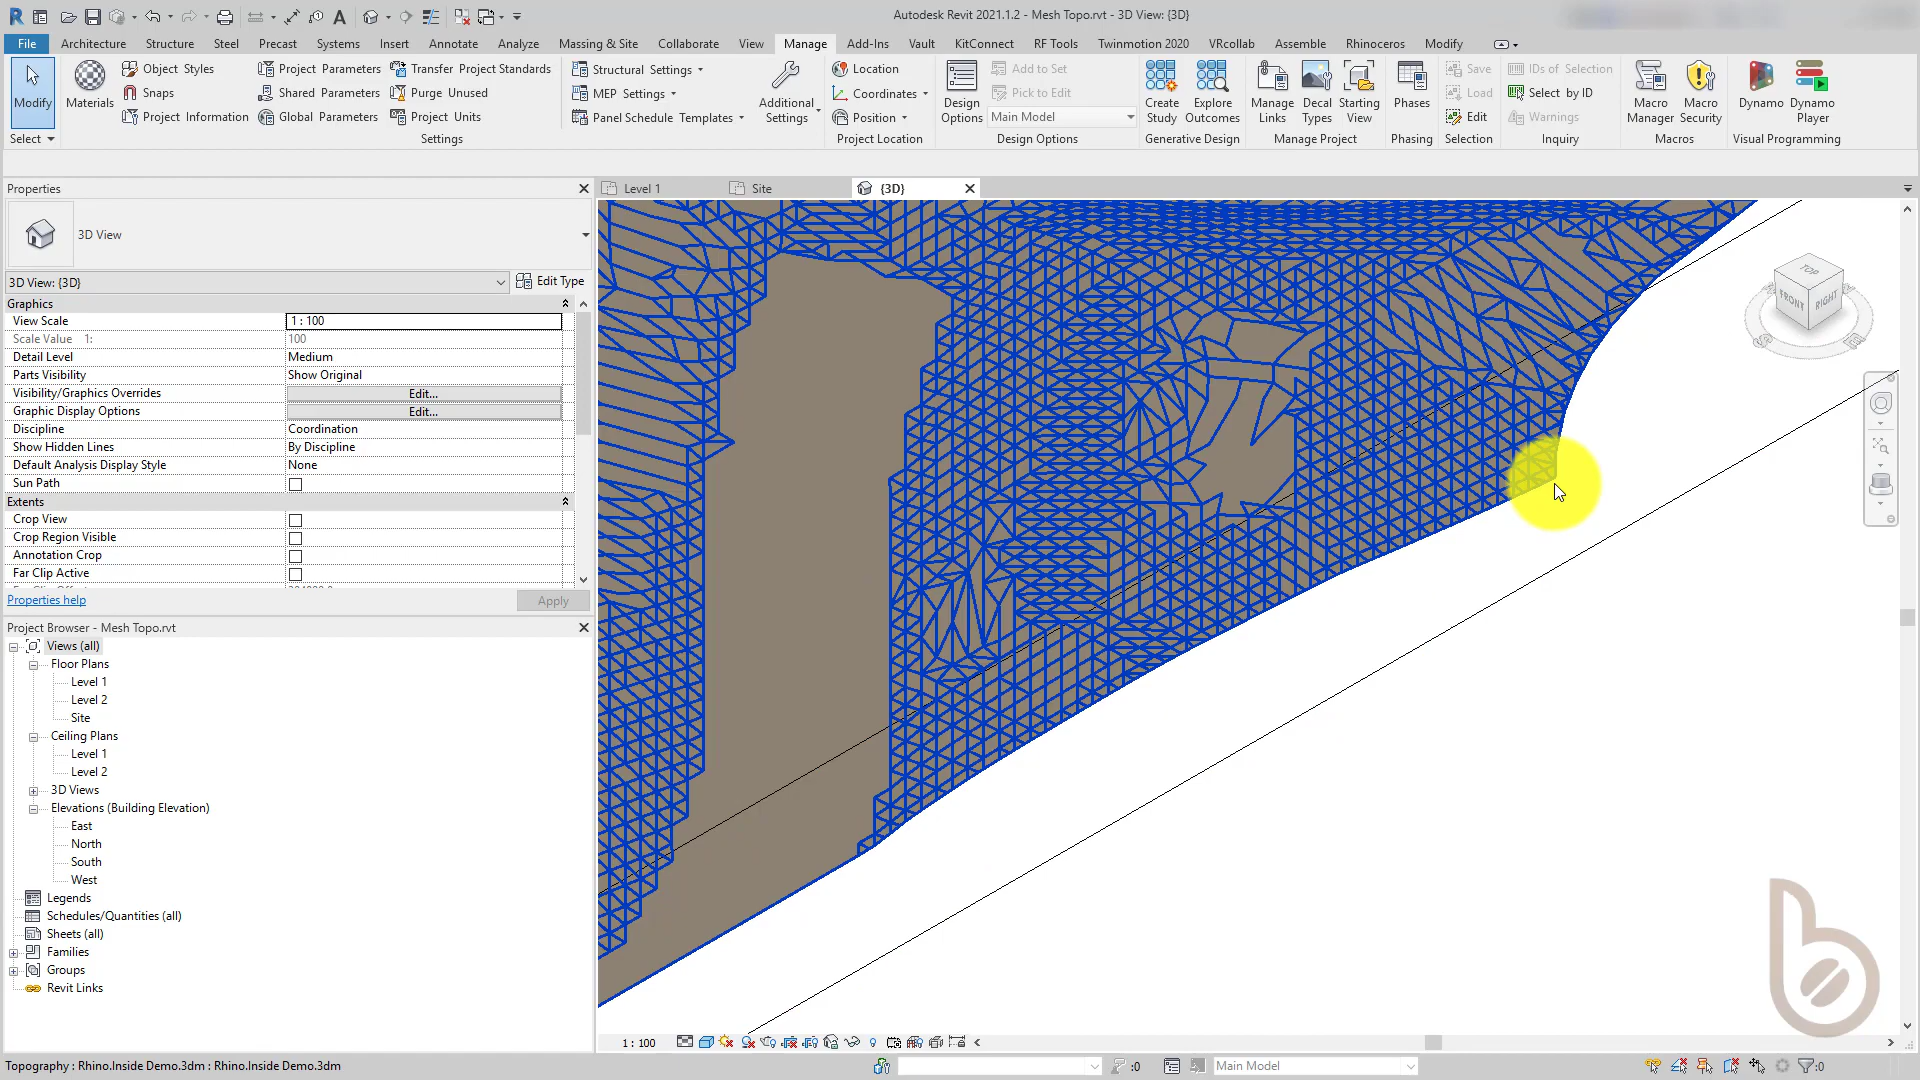 Autodesk Revit 2021.1.2 - Mesh Topo.rvt - 3D View: {3D}
File Architecture Structure Steel Precast Systems Insert Annotate Analyze Massing & Site Collaborate View Manage Add-Ins Vault KitConnect RF Tools Twinmotion 2020 VRcollab Assemble Rhinoceros Modify
Modify
Select
Materials
Object Styles
Snaps
Project Information
Project Parameters
Shared Parameters
Global Parameters
Transfer Project Standards
Purge Unused
Project Units
Settings
Structural Settings
MEP Settings
Panel Schedule Templates
Additional Settings
Location
Coordinates
Position
Project Location
Design Options
Add to Set
Pick to Edit
Main Model
Design Options
Create Study
Explore Outcomes
Generative Design
Manage Links
Decal Types
Starting View
Manage Project
Phases
Phasing
Save
Load
Edit
Selection
IDs of Selection
Select by ID
Warnings
Inquiry
Macro Manager
Macro Security
Macros
Dynamo
Dynamo Player
Visual Programming
Properties
3D View
3D View: {3D}
Edit Type
Graphics
View Scale 1 : 100
Scale Value 1: 100
Detail Level Medium
Parts Visibility Show Original
Visibility/Graphics Overrides Edit...
Graphic Display Options Edit...
Discipline Coordination
Show Hidden Lines By Discipline
Default Analysis Display Style None
Sun Path
Extents
Crop View
Crop Region Visible
Annotation Crop
Far Clip Active
Properties help
Apply
Project Browser - Mesh Topo.rvt
Views (all)
Floor Plans
Level 1
Level 2
Site
Ceiling Plans
Level 1
Level 2
3D Views
Elevations (Building Elevation)
East
North
South
West
Legends
Schedules/Quantities (all)
Sheets (all)
Families
Groups
Revit Links
Level 1
Site
{3D}
TOP
FRONT
RIGHT
S
E
1 : 100
Topography : Rhino.Inside Demo.3dm : Rhino.Inside Demo.3dm
:0
Main Model
:0